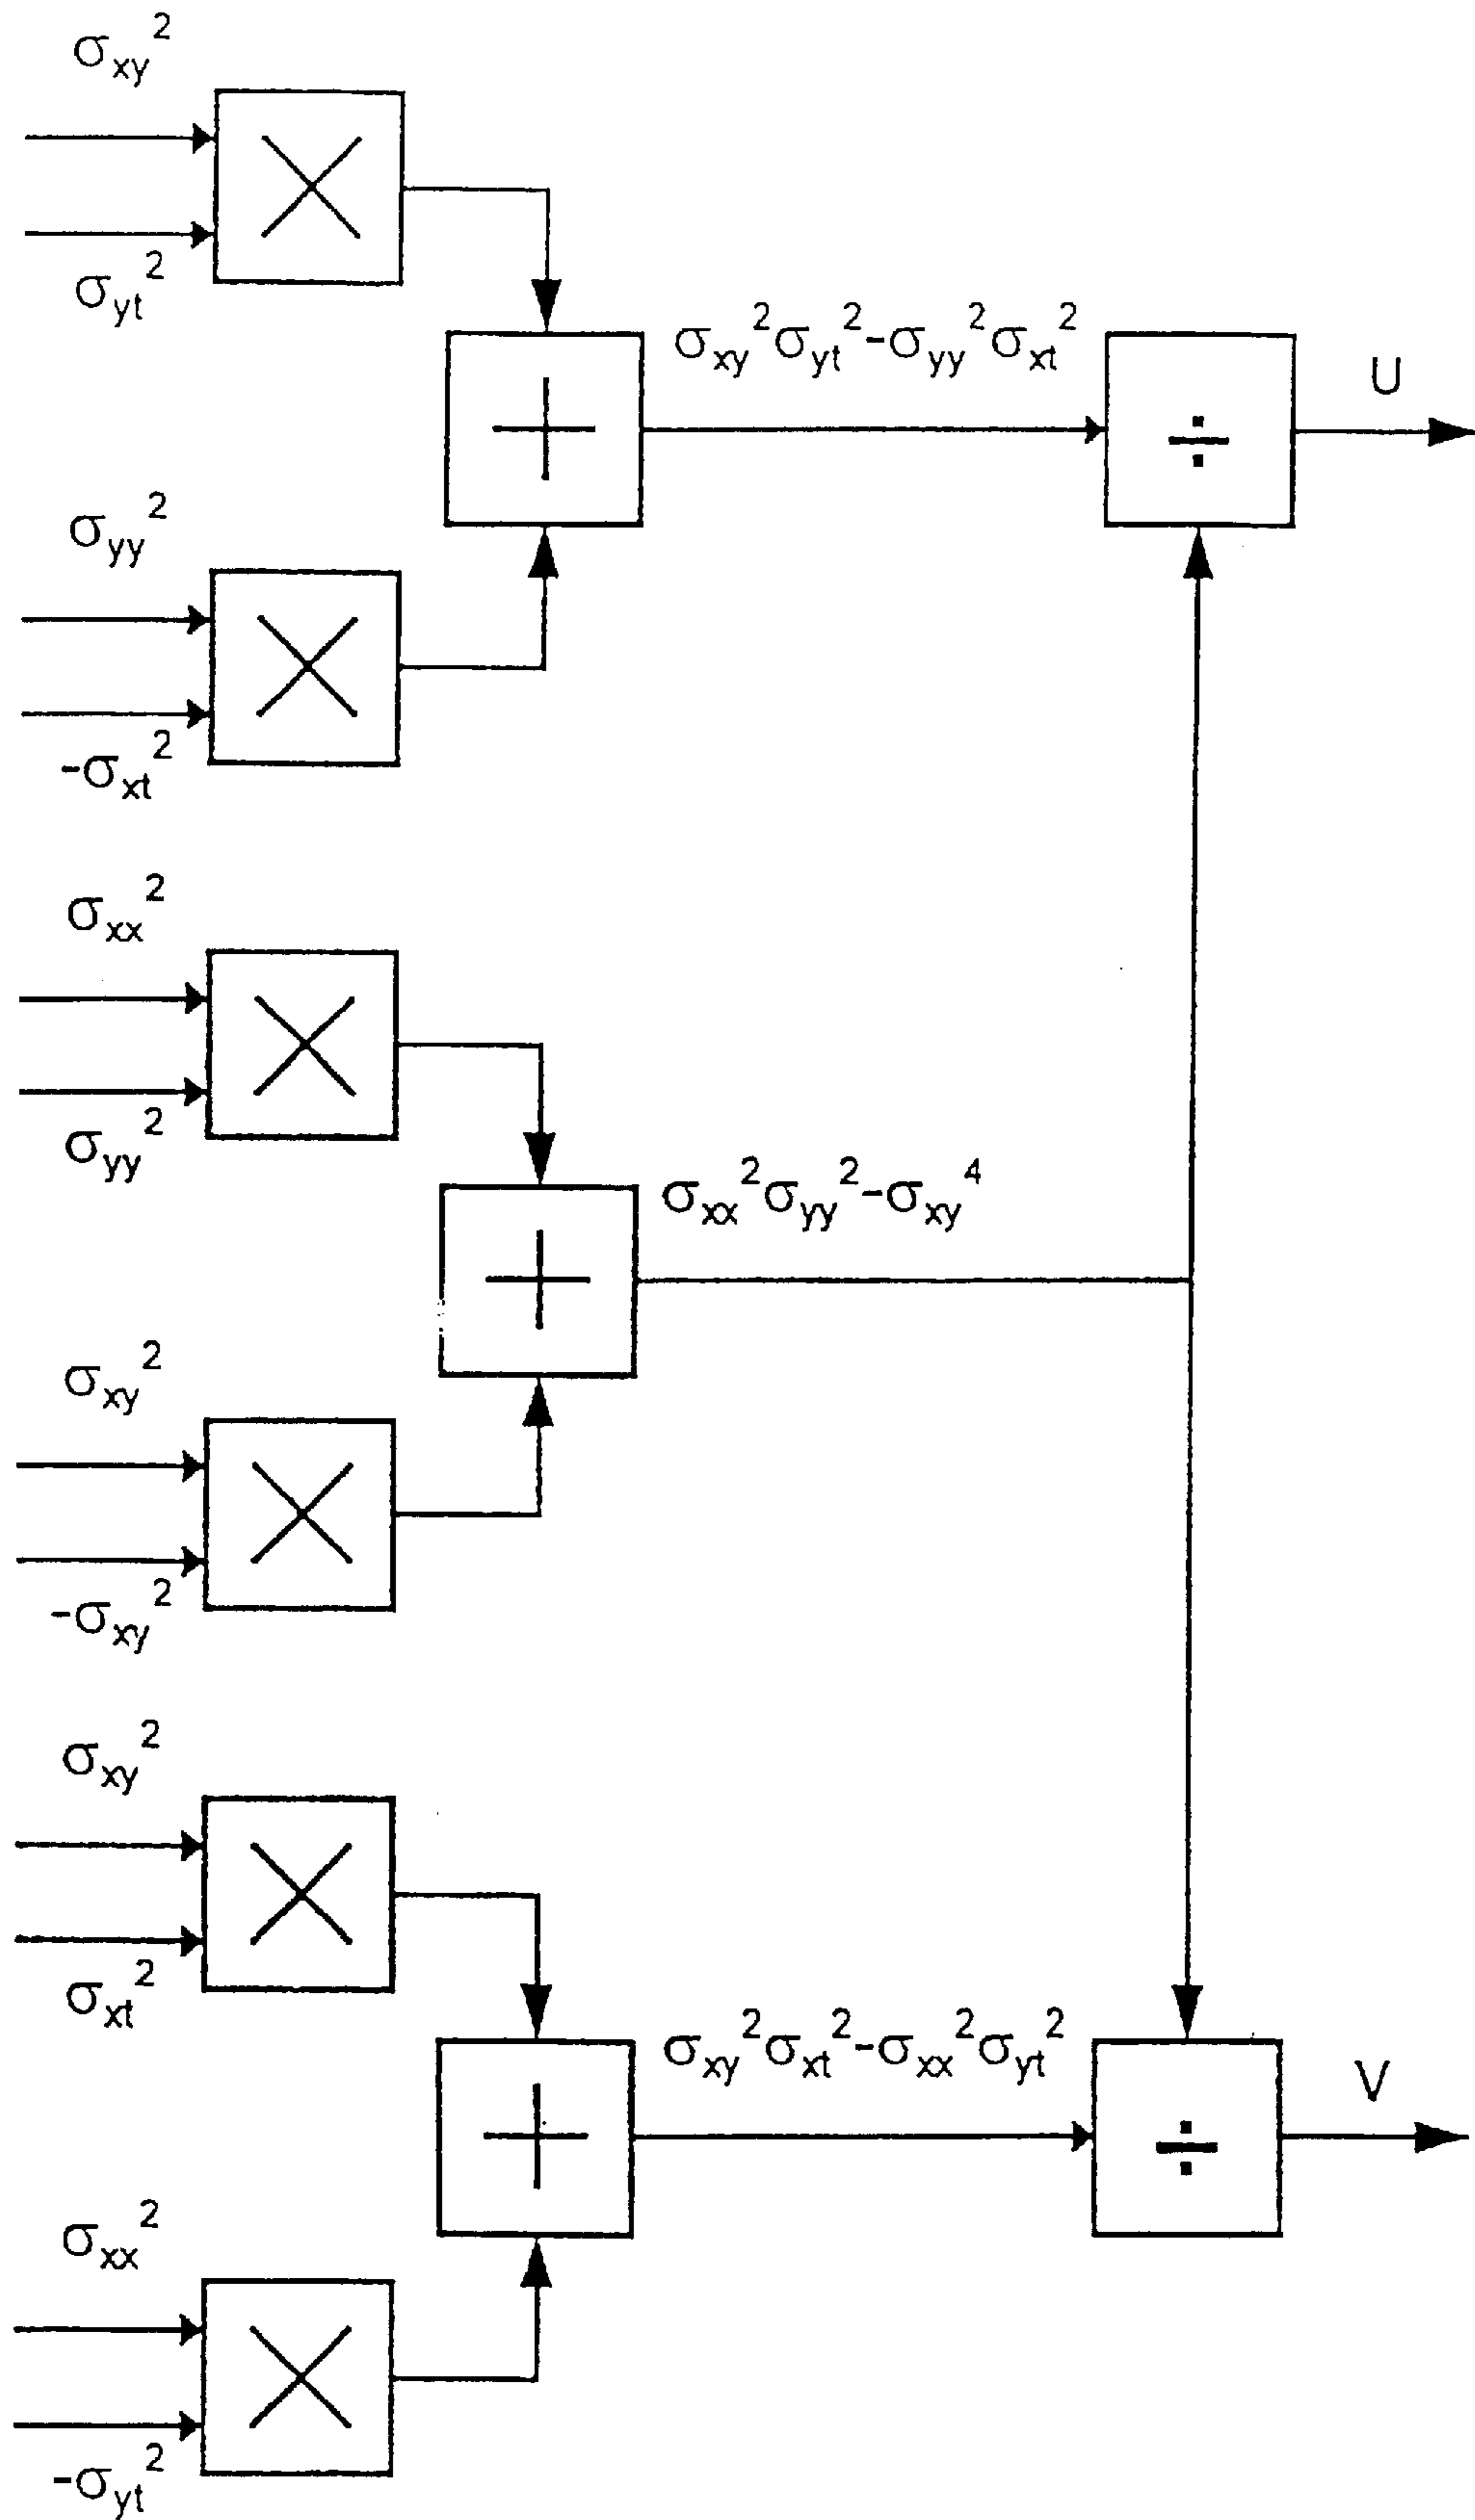 σxy²
σyt²
σxy²σyt²-σyy²σxt²
U
σyy²
-σxt²
σxx²
σyy²
σxx²σyy²-σxy⁴
σxy²
-σxy²
σxy²
σxt²
σxy²σxt²-σxx²σyt²
V
σxx²
-σyt²